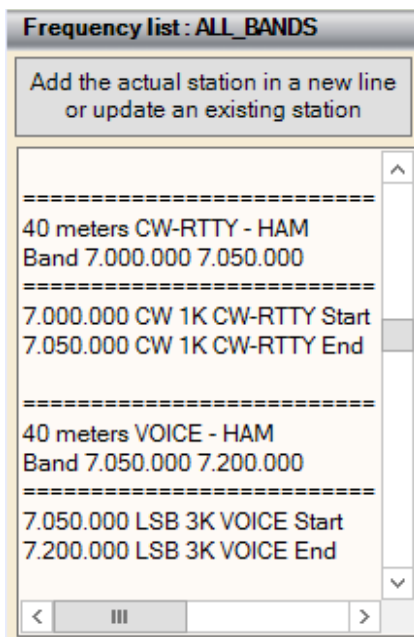 Frequency list : ALL_BANDS
Add the actual station in a new line
or update an existing station
==========================
40 meters CW-RTTY - HAM
Band 7.000.000 7.050.000
==========================
7.000.000 CW 1K CW-RTTY Start
7.050.000 CW 1K CW-RTTY End
==========================
40 meters VOICE - HAM
Band 7.050.000 7.200.000
==========================
7.050.000 LSB 3K VOICE Start
7.200.000 LSB 3K VOICE End